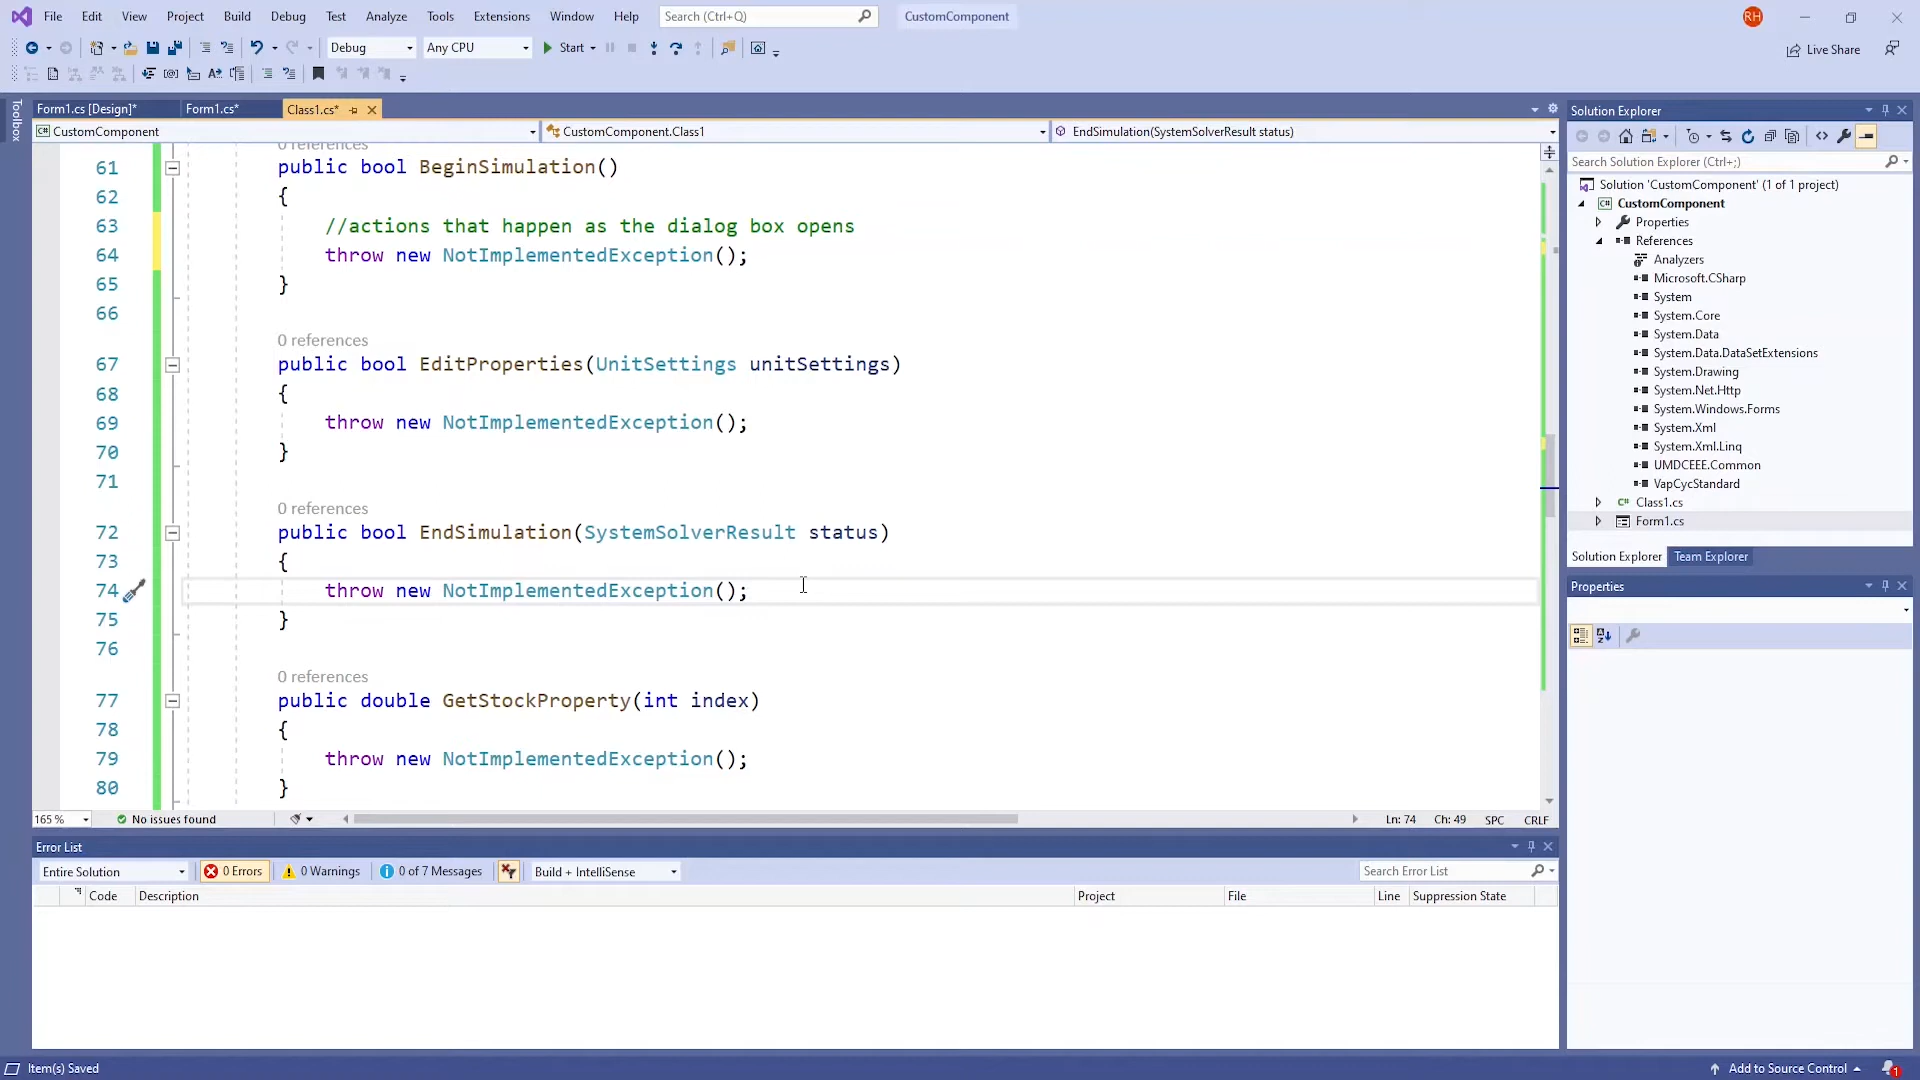 File Edit View Project Build Debug Test Analyze Tools Extensions Window Help Search (Ctrl+Q) CustomComponent RH
Debug Any CPU Start Live Share
Toolbox
Form1.cs [Design]* Form1.cs* Class1.cs*
CustomComponent CustomComponent.Class1 EndSimulation(SystemSolverResult status)
0 references
61 public bool BeginSimulation()
62 {
63 //actions that happen as the dialog box opens
64 throw new NotImplementedException();
65 }
66
0 references
67 public bool EditProperties(UnitSettings unitSettings)
68 {
69 throw new NotImplementedException();
70 }
71
0 references
72 public bool EndSimulation(SystemSolverResult status)
73 {
74 throw new NotImplementedException();
75 }
76
0 references
77 public double GetStockProperty(int index)
78 {
79 throw new NotImplementedException();
80 }
165 % No issues found Ln: 74 Ch: 49 SPC CRLF
Error List
Entire Solution 0 Errors 0 Warnings 0 of 7 Messages Build + IntelliSense Search Error List
Code Description Project File Line Suppression State
Solution Explorer
Search Solution Explorer (Ctrl+;)
Solution 'CustomComponent' (1 of 1 project)
C# CustomComponent
Properties
References
Analyzers
Microsoft.CSharp
System
System.Core
System.Data
System.Data.DataSetExtensions
System.Drawing
System.Net.Http
System.Windows.Forms
System.Xml
System.Xml.Linq
UMDCEEE.Common
VapCycStandard
C# Class1.cs
Form1.cs
Solution Explorer Team Explorer
Properties
Item(s) Saved Add to Source Control 1